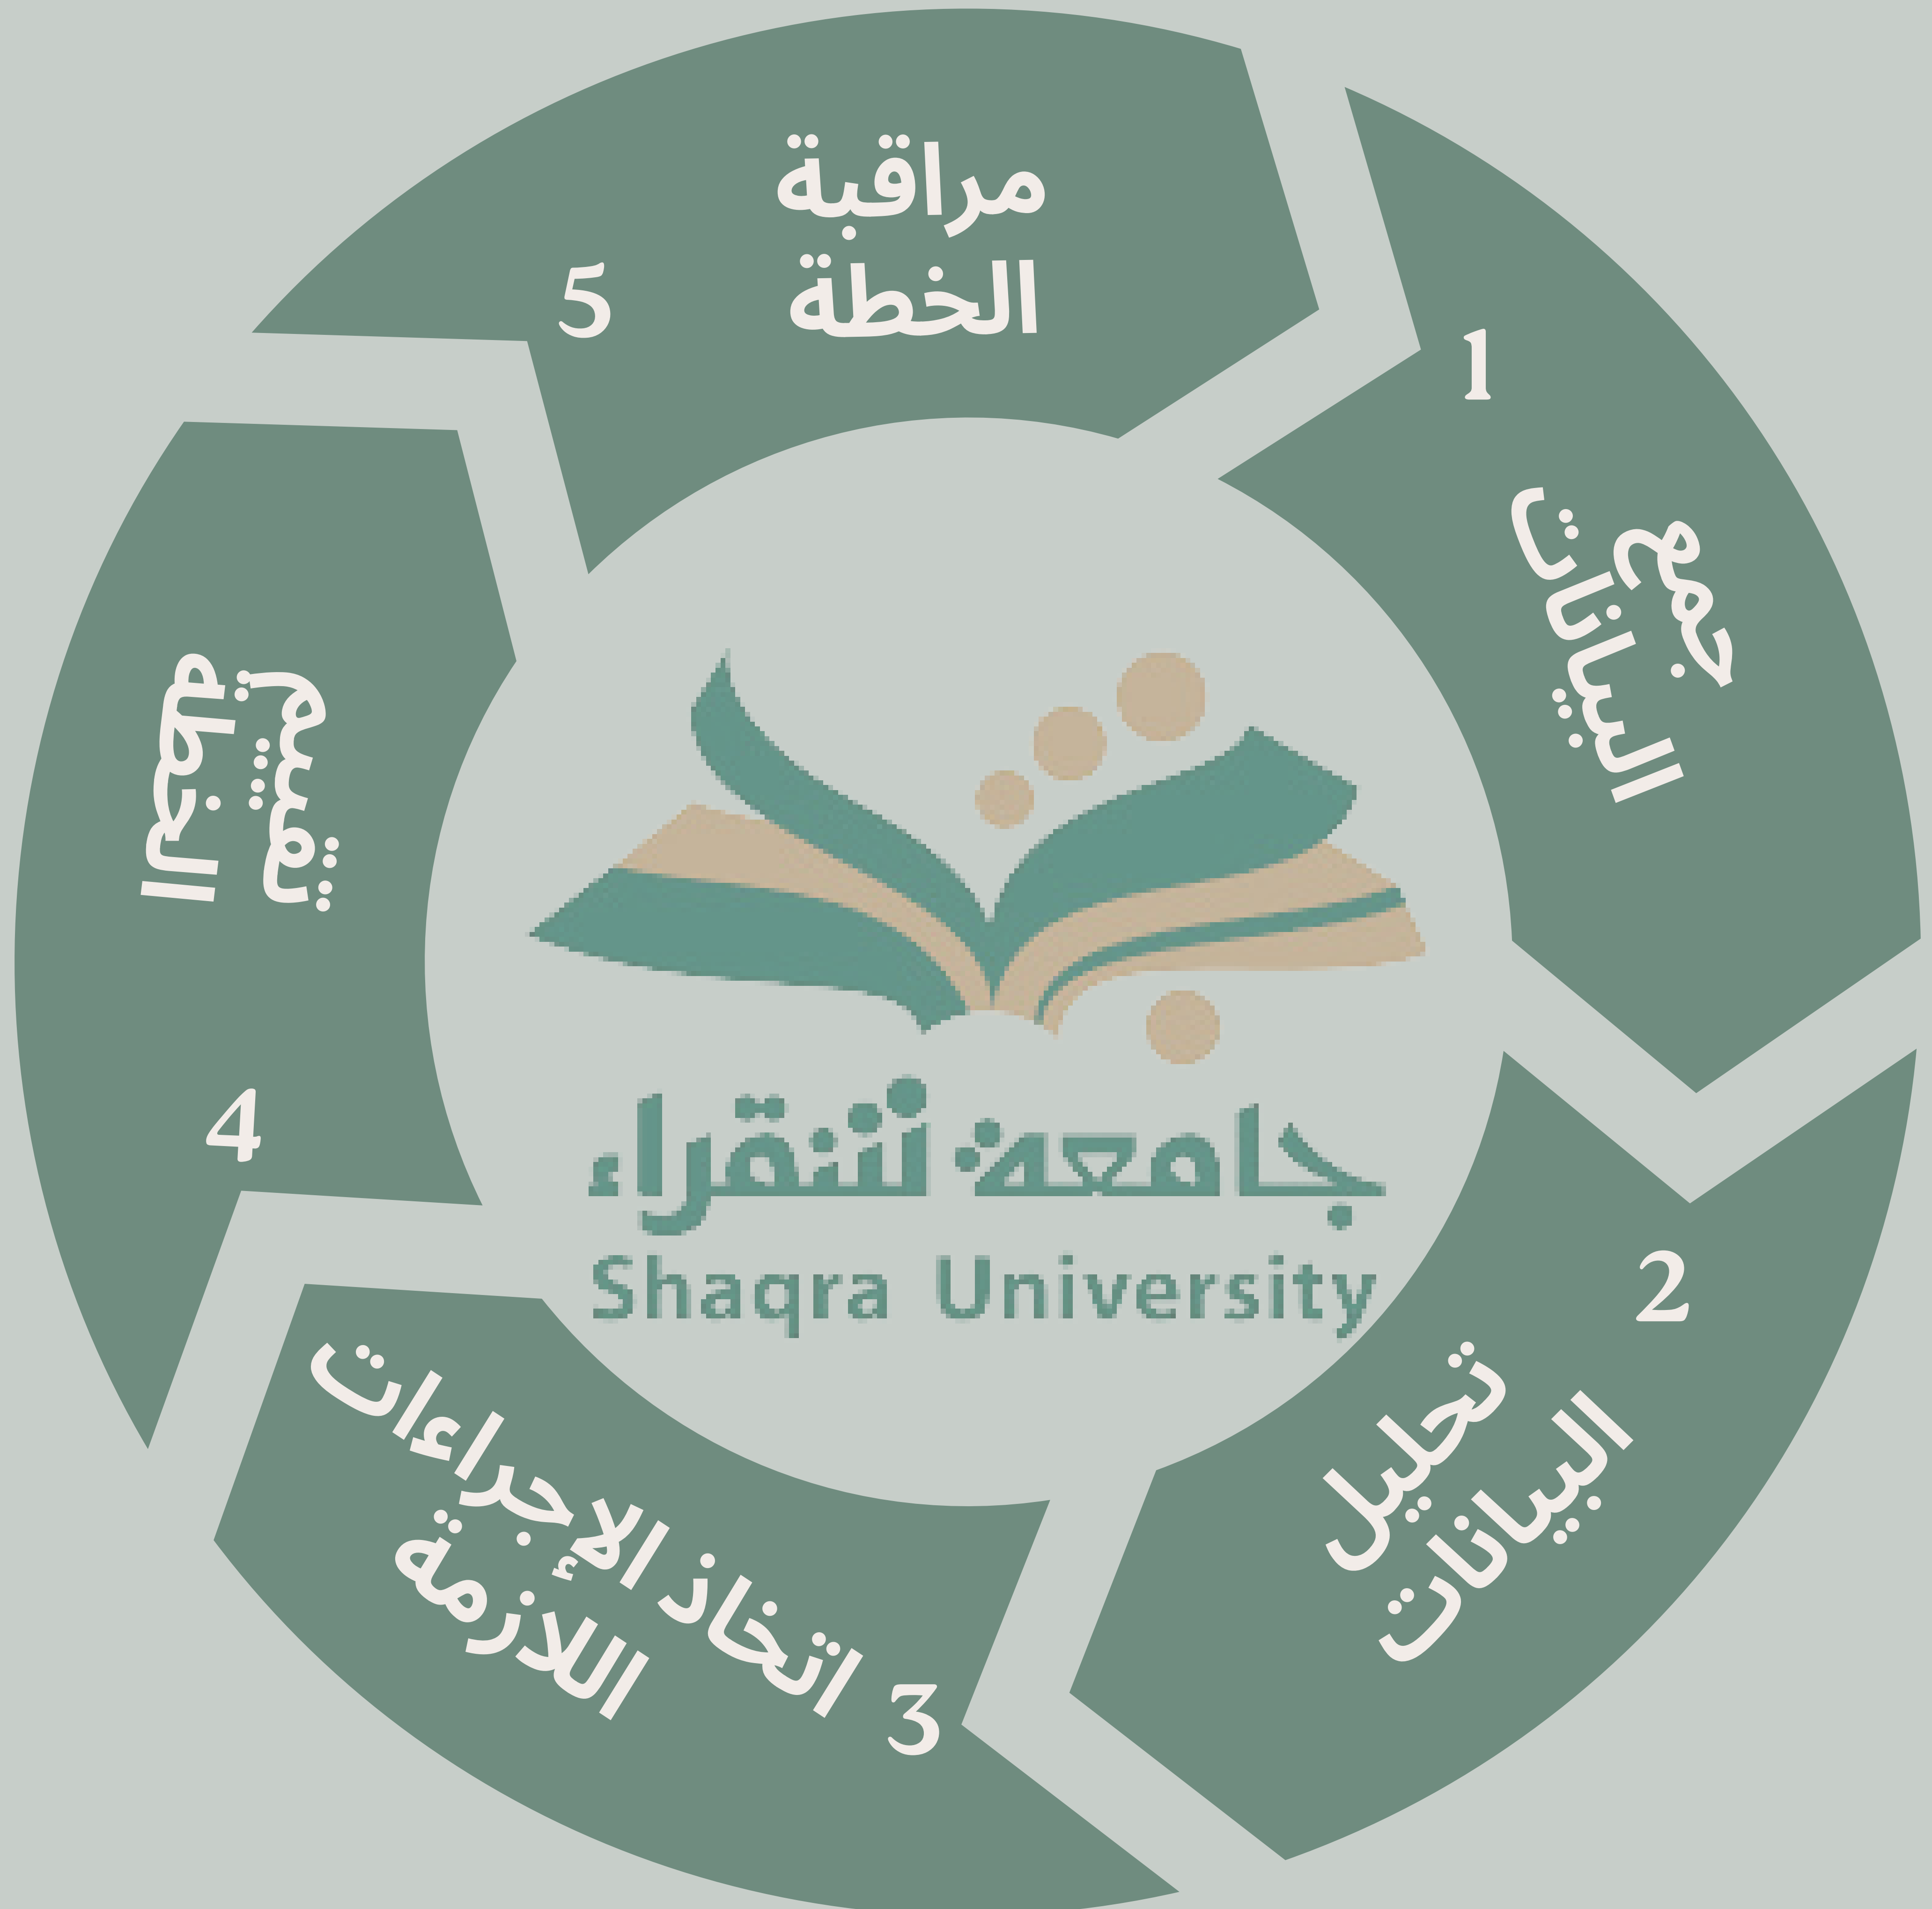 1
جمع
البيانات
2
تحليل
البيانات
3
اتخاذ الإجراءات
اللازمة
4
تقييم
الخطة
5
مراقبة
الخطة
جامعة شقراء
Shaqra University